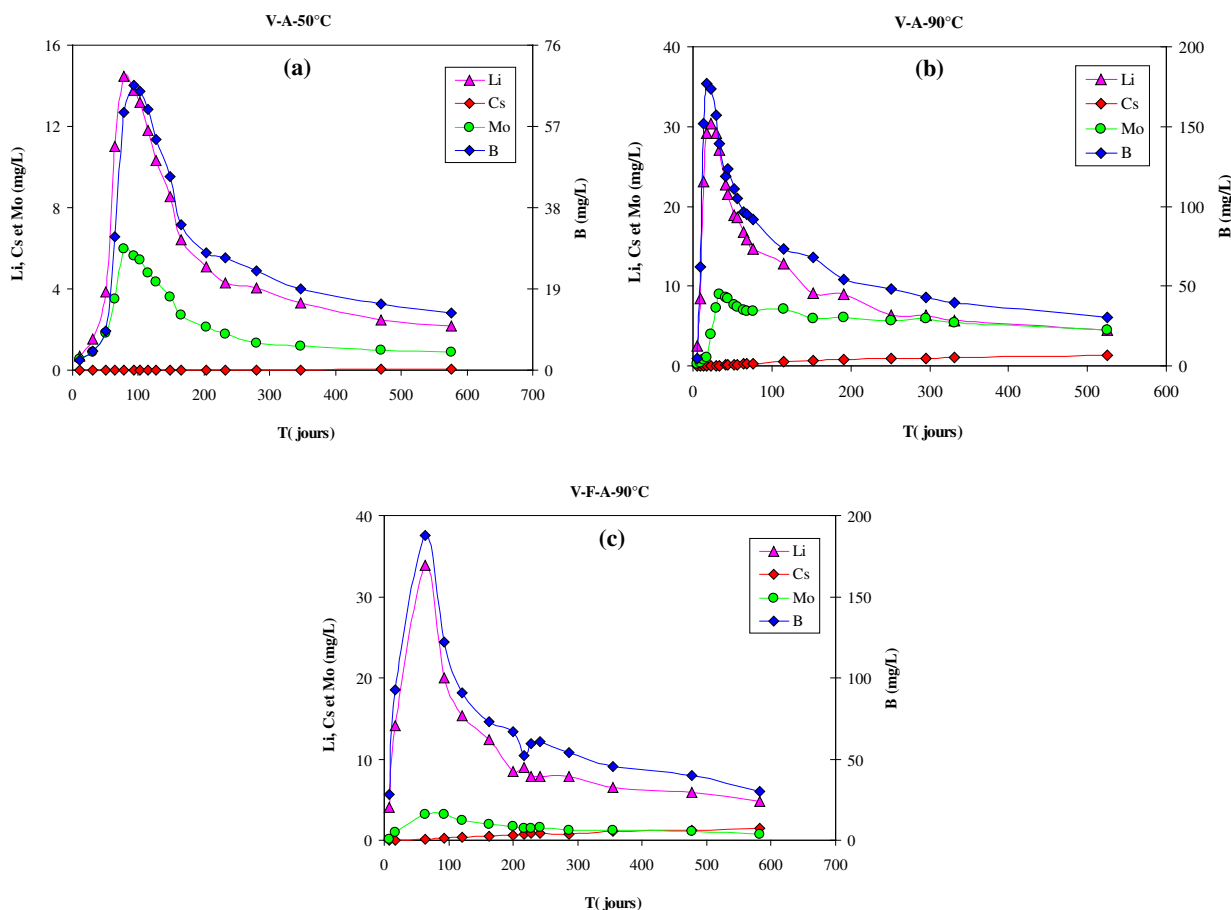 V-A-50°C
(a)
Li
Cs
Mo
B
16
12
8
4
0
76
57
38
19
0
0 100 200 300 400 500 600 700
Li, Cs et Mo (mg/L)
B (mg/L)
T( jours)
V-A-90°C
(b)
Li
Cs
Mo
B
40
30
20
10
0
200
150
100
50
0
0 100 200 300 400 500 600
Li, Cs et Mo (mg/L)
B (mg/L)
T( jours)
V-F-A-90°C
(c)
Li
Cs
Mo
B
40
30
20
10
0
200
150
100
50
0
0 100 200 300 400 500 600 700
Li, Cs et Mo (mg/L)
B (mg/L)
T( jours)